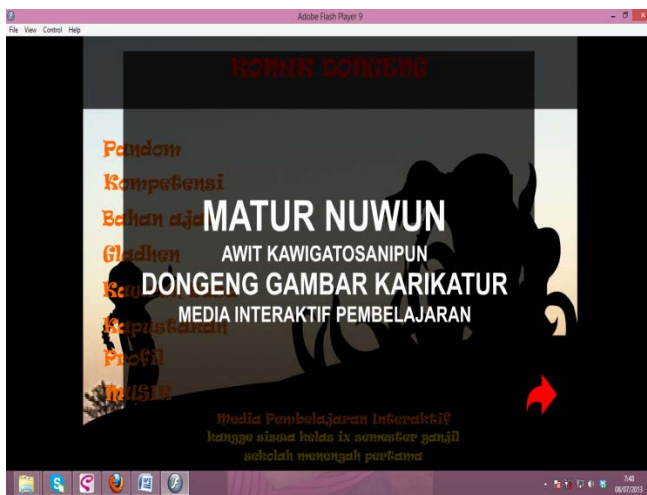 Adobe Flash Player 9
File View Control Help
KOMIK DONGENG
Pandom
Kompetensi
Bahan ajar
Gladhen
MATUR NUWUN
AWIT KAWIGATOSANIPUN
DONGENG GAMBAR KARIKATUR
MEDIA INTERAKTIF PEMBELAJARAN
Kapustakan
Profil
MUSIK
Media Pembelajaran Interaktif
kangge siswa kelas ix semester ganjil
sekolah menengah pertama
7:48
08/07/2013